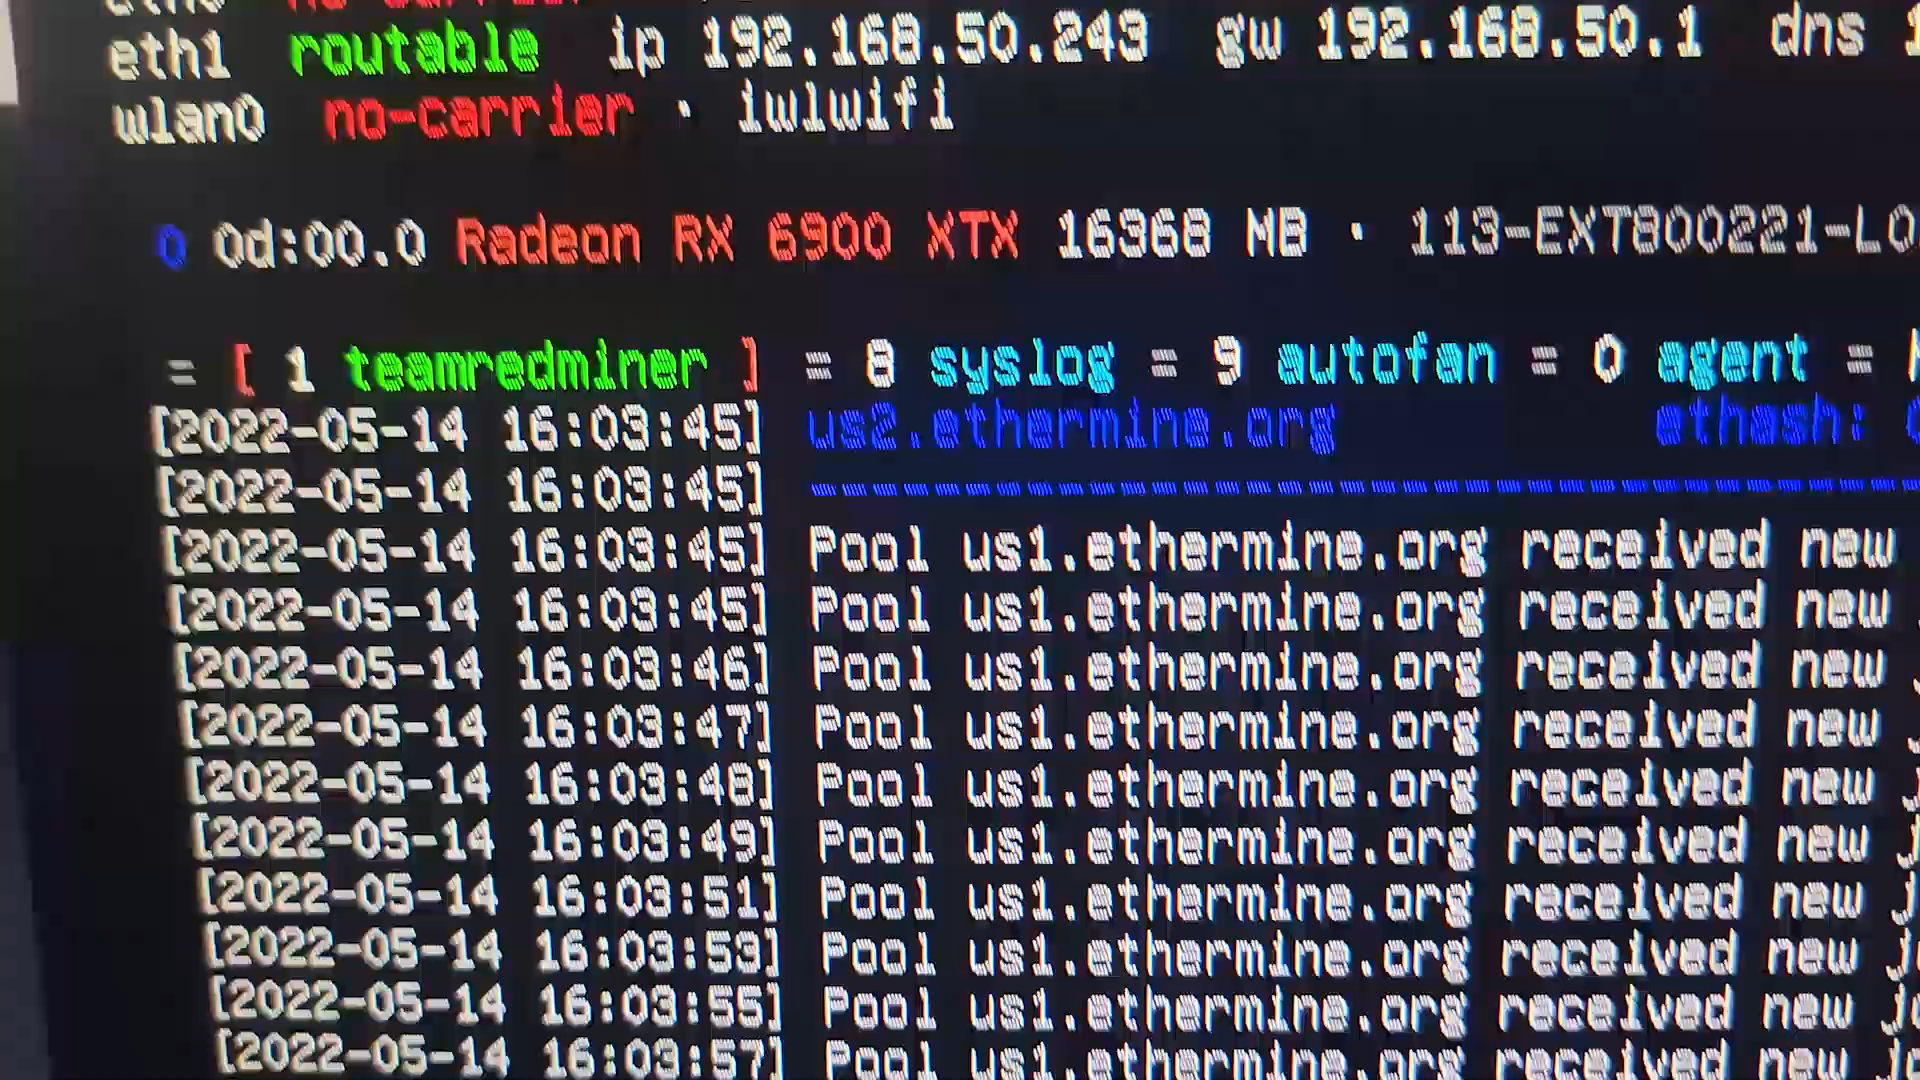 eth1 routable ip 192.168.50.243 gw 192.168.50.1 dns
wlan0 no-carrier · iwlwifi
0 0d:00.0 Radeon RX 6900 XTX 16368 MB · 113-EXT800221-L0
= [ 1 teamredminer ] = 8 syslog = 9 autofan = 0 agent =
[2022-05-14 16:03:45] us2.ethermine.org ethash:
[2022-05-14 16:03:45] ------------------------------------
[2022-05-14 16:03:45] Pool us1.ethermine.org received new
[2022-05-14 16:03:45] Pool us1.ethermine.org received new
[2022-05-14 16:03:46] Pool us1.ethermine.org received new
[2022-05-14 16:03:47] Pool us1.ethermine.org received new
[2022-05-14 16:03:48] Pool us1.ethermine.org received new
[2022-05-14 16:03:49] Pool us1.ethermine.org received new
[2022-05-14 16:03:51] Pool us1.ethermine.org received new
[2022-05-14 16:03:53] Pool us1.ethermine.org received new
[2022-05-14 16:03:55] Pool us1.ethermine.org received new
[2022-05-14 16:03:57] Pool us1.ethermine.org received new